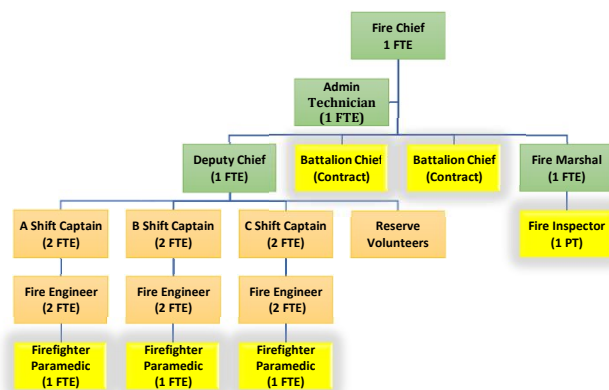 Fire Chief
1 FTE
Admin
Technician
(1 FTE)
Deputy Chief
(1 FTE)
Battalion Chief
(Contract)
Battalion Chief
(Contract)
Fire Marshal
(1 FTE)
A Shift Captain
(2 FTE)
B Shift Captain
(2 FTE)
C Shift Captain
(2 FTE)
Reserve
Volunteers
Fire Inspector
(1 PT)
Fire Engineer
(2 FTE)
Fire Engineer
(2 FTE)
Fire Engineer
(2 FTE)
Firefighter
Paramedic
(1 FTE)
Firefighter
Paramedic
(1 FTE)
Firefighter
Paramedic
(1 FTE)